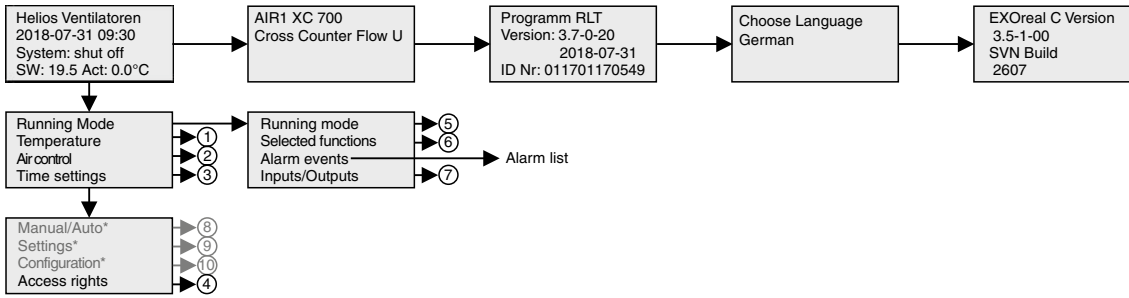 Helios Ventilatoren
2018-07-31 09:30
System: shut off
SW: 19.5 Act: 0.0°C
AIR1 XC 700
Cross Counter Flow U
Programm RLT
Version: 3.7-0-20
2018-07-31
ID Nr: 011701170549
Choose Language
German
EXOreal C Version
3.5-1-00
SVN Build
2607
Running Mode
Temperature 1
Air control 2
Time settings 3
Running mode 5
Selected functions 6
Alarm events Alarm list
Inputs/Outputs 7
Manual/Auto* 8
Settings* 9
Configuration* 10
Access rights 4